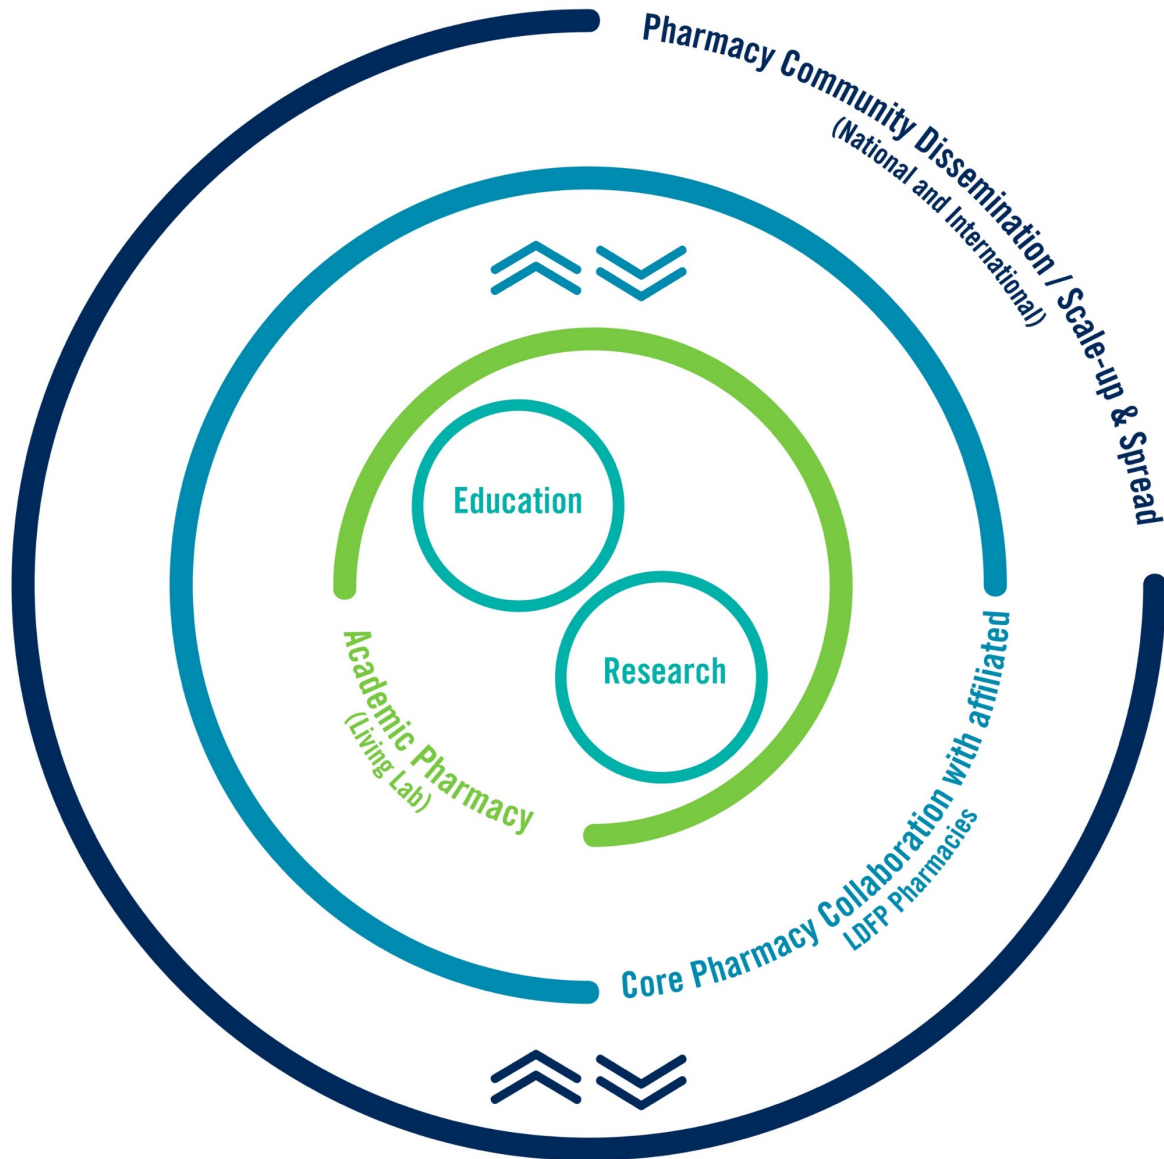 Pharmacy Community Dissemination / Scale-up & Spread
(National and International)
Education
Research
Academic Pharmacy
(Living Lab)
Core Pharmacy Collaboration with affiliated
LDFP Pharmacies